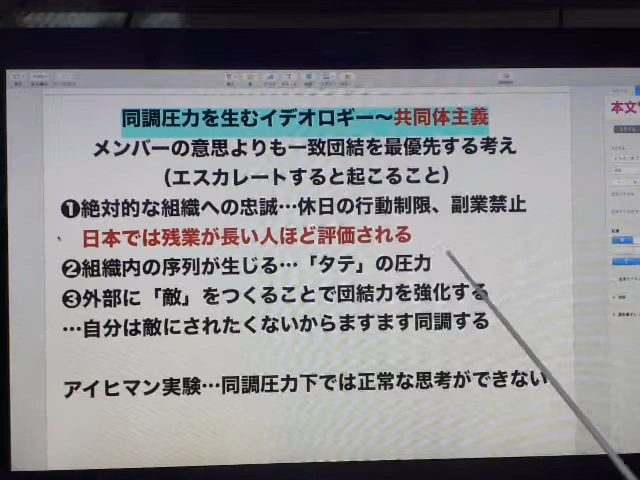 同調圧力を生むイデオロギー〜共同体主義
メンバーの意思よりも一致団結を最優先する考え
（エスカレートすると起こること）
❶絶対的な組織への忠誠…休日の行動制限、副業禁止
日本では残業が長い人ほど評価される
❷組織内の序列が生じる…「タテ」の圧力
❸外部に「敵」をつくることで団結力を強化する
…自分は敵にされたくないからますます同調する
アイヒマン実験…同調圧力下では正常な思考ができない
本文